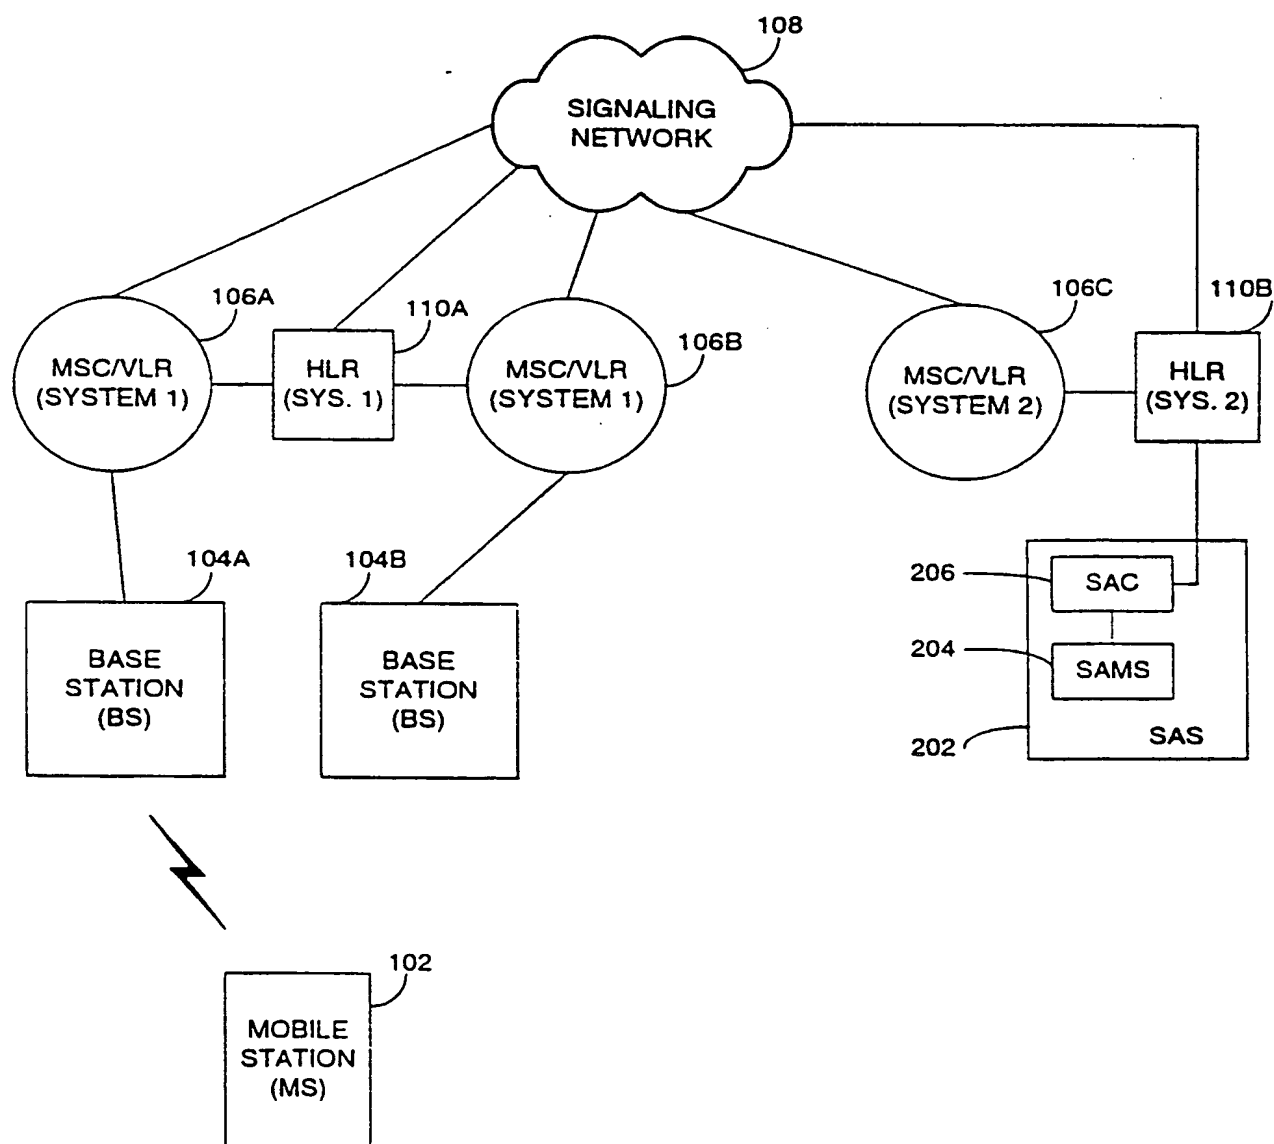 108
SIGNALING
NETWORK
106A
110A
106B
106C
110B
MSC/VLR
(SYSTEM 1)
HLR
(SYS. 1)
MSC/VLR
(SYSTEM 1)
MSC/VLR
(SYSTEM 2)
HLR
(SYS. 2)
104A
104B
BASE
STATION
(BS)
BASE
STATION
(BS)
206
SAC
204
SAMS
202
SAS
102
MOBILE
STATION
(MS)